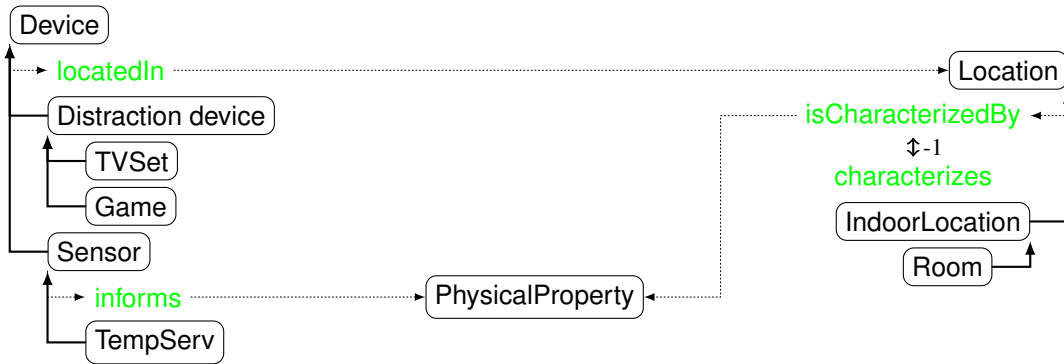 Device
locatedIn Location
Distraction device isCharacterizedBy
TVSet ⇕-1
characterizes
Game IndoorLocation
Sensor Room
informs PhysicalProperty
TempServ